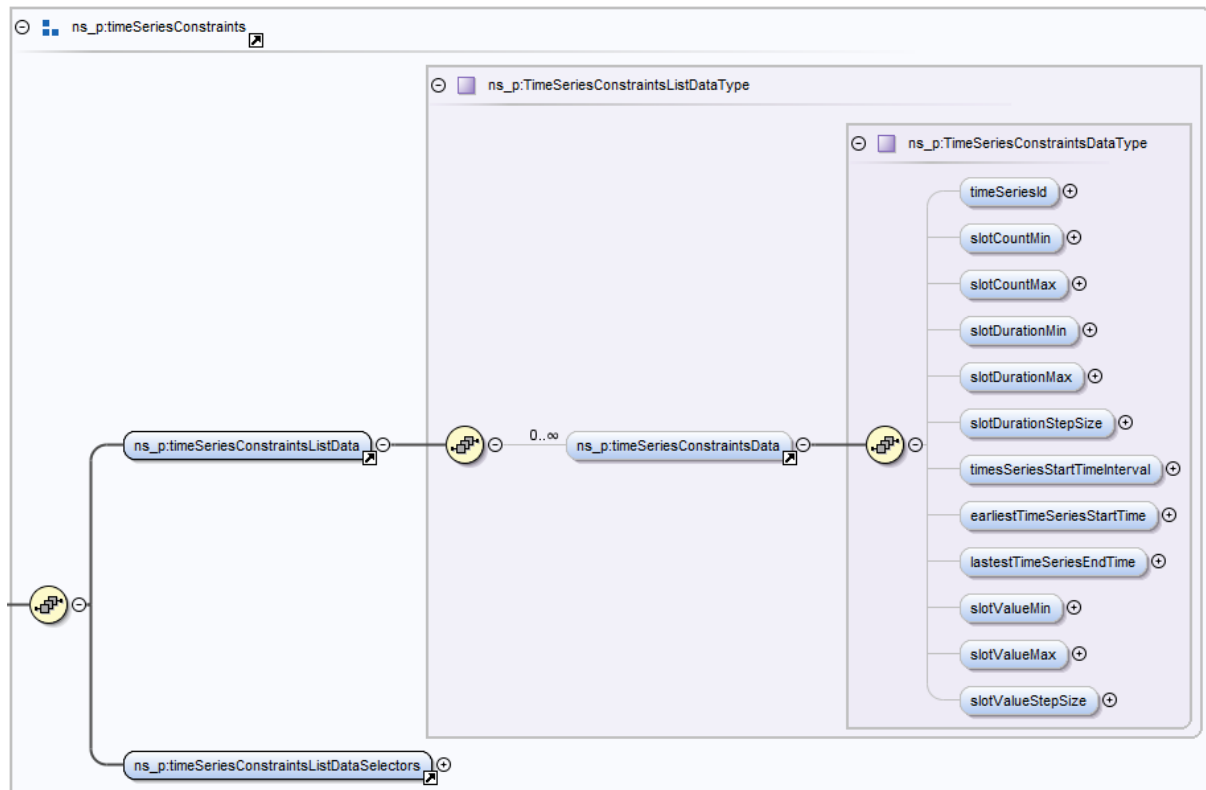 ns_p:timeSeriesConstraints
ns_p:TimeSeriesConstraintsListDataType
ns_p:TimeSeriesConstraintsDataType
timeSeriesId
slotCountMin
slotCountMax
slotDurationMin
slotDurationMax
slotDurationStepSize
timesSeriesStartTimeInterval
earliestTimeSeriesStartTime
lastestTimeSeriesEndTime
slotValueMin
slotValueMax
slotValueStepSize
ns_p:timeSeriesConstraintsListData
0..∞
ns_p:timeSeriesConstraintsData
ns_p:timeSeriesConstraintsListDataSelectors